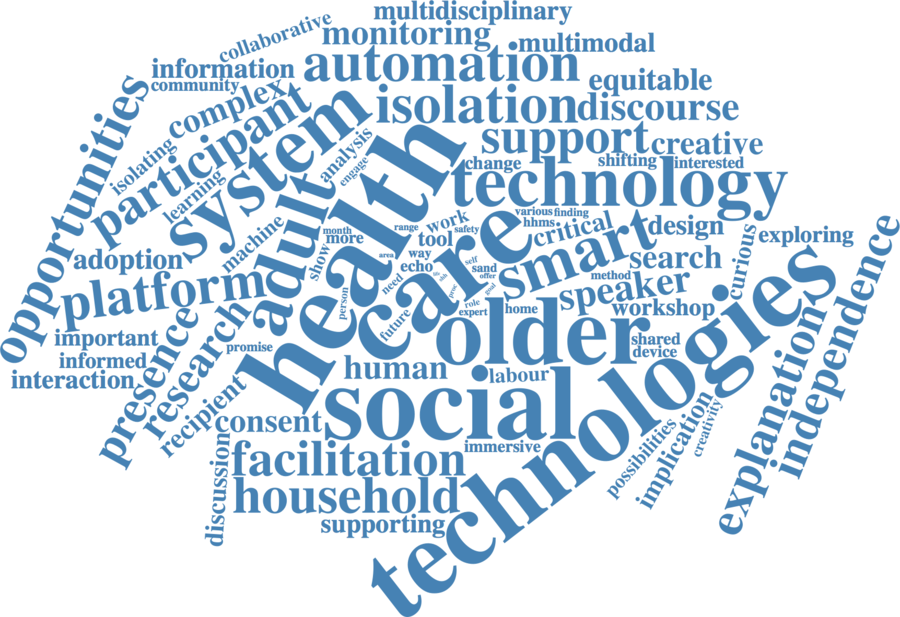 multidisciplinary
collaborative
monitoring
multimodal
information
automation
community
equitable
opportunities
complex
isolation
discourse
participant
system
support
creative
analysis
isolating
engage
change
shifting
interested
learning
health
technology
adult
care
various
finding
hhms
work
range
safety
month
more
tool
critical
design
smart
machine
adoption
show
area
way
echo
self
sand
offer
need
search
curious
exploring
independence
platform
method
speaker
workshop
person
future
role
expert
home
older
important
informed
interaction
presence
research
promise
human
labour
shared
device
technologies
explanation
recipient
consent
social
immersive
implication
creativity
possibilities
discussion
facilitation
household
supporting